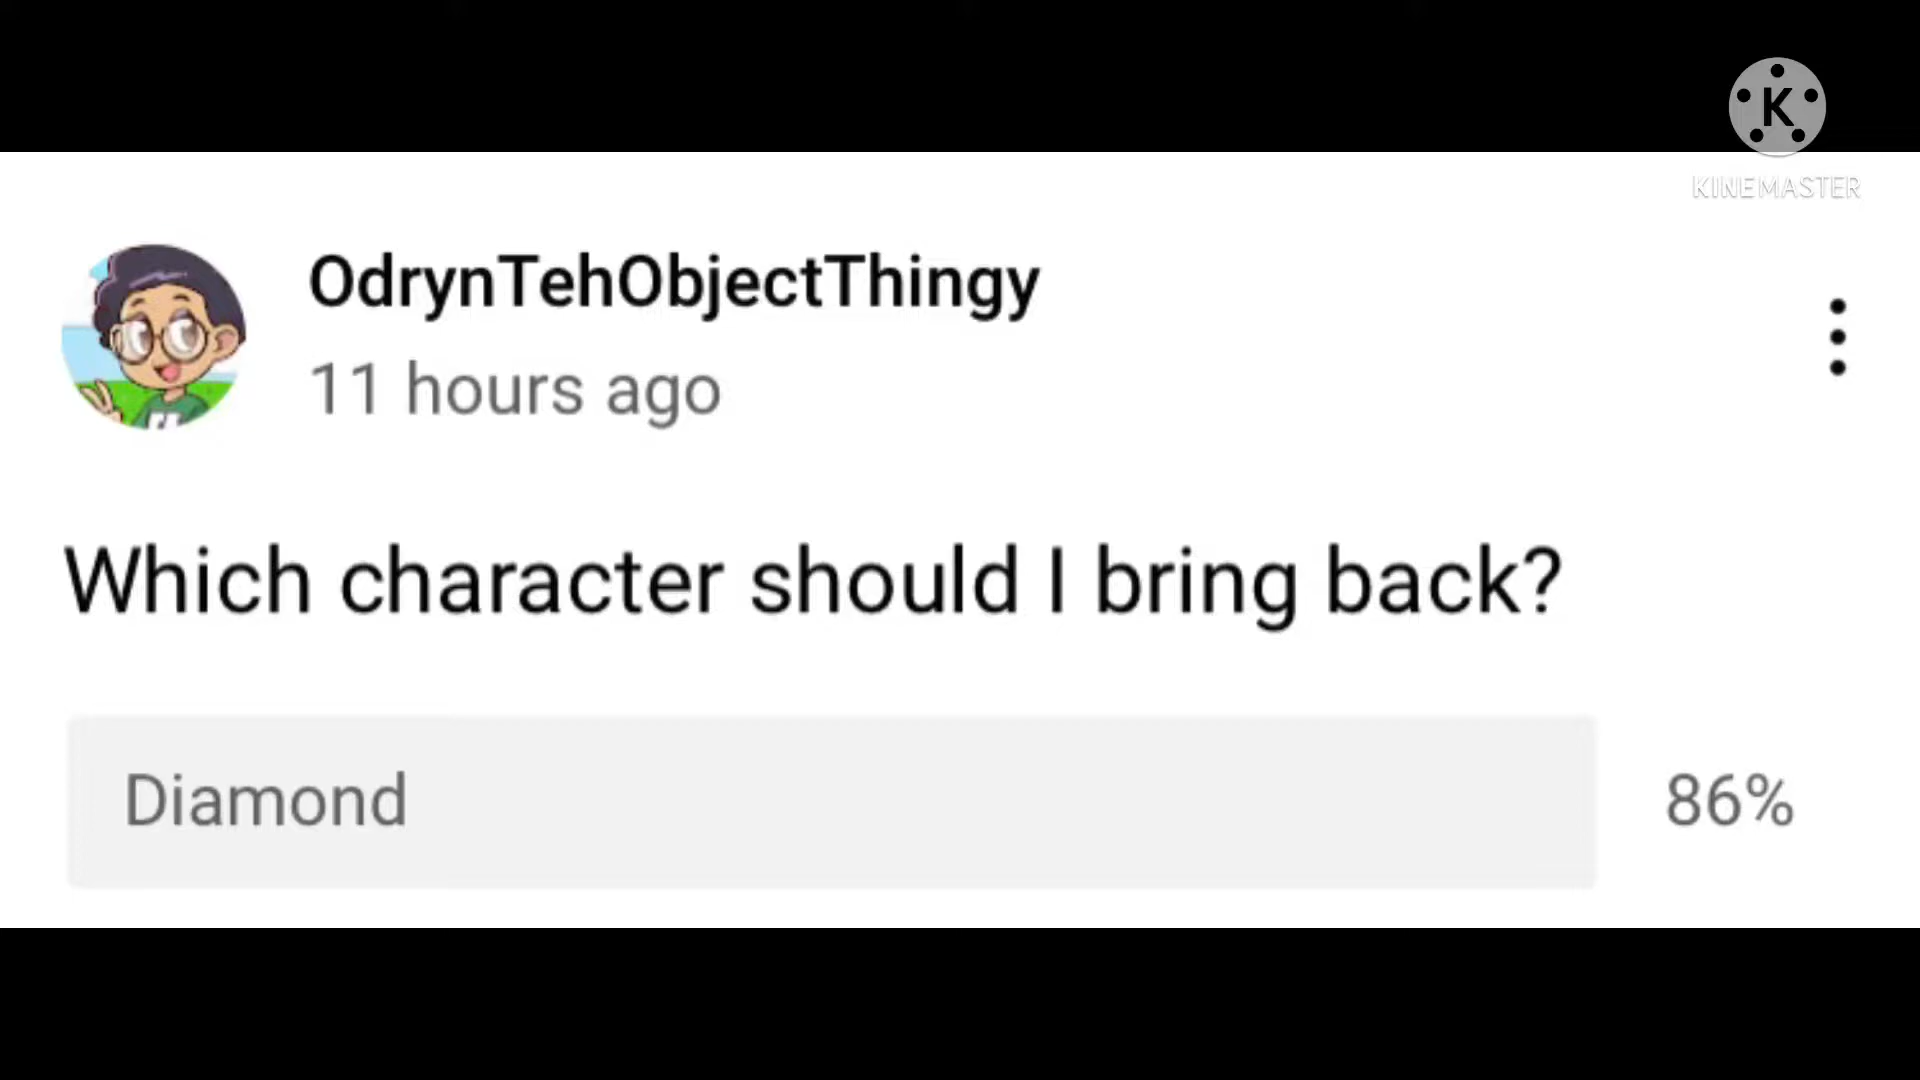 K
KINEMASTER
OdrynTehObjectThingy
11 hours ago
Which character should I bring back?
Diamond 86%